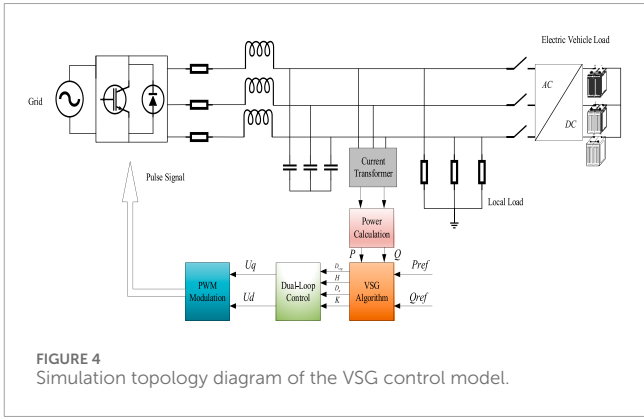 Electric Vehicle Load
Grid
AC
DC
Pulse Signal
Current
Transformer
Local Load
Power
Calculation
P
Q
Uq
Ud
PWM
Modulation
Dual-Loop
Control
H
K
VSG
Algorithm
Pref
Qref
FIGURE 4
Simulation topology diagram of the VSG control model.